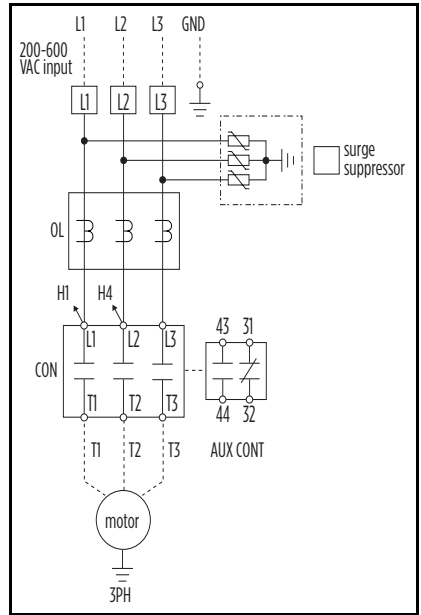 L1 L2 L3 GND
200-600
VAC input
L1 L2 L3
surge
suppressor
OL
H1 H4
L1 L2 L3
43 31
CON
T1 T2 T3
44 32
T1 T2 T3
AUX CONT
motor
3PH